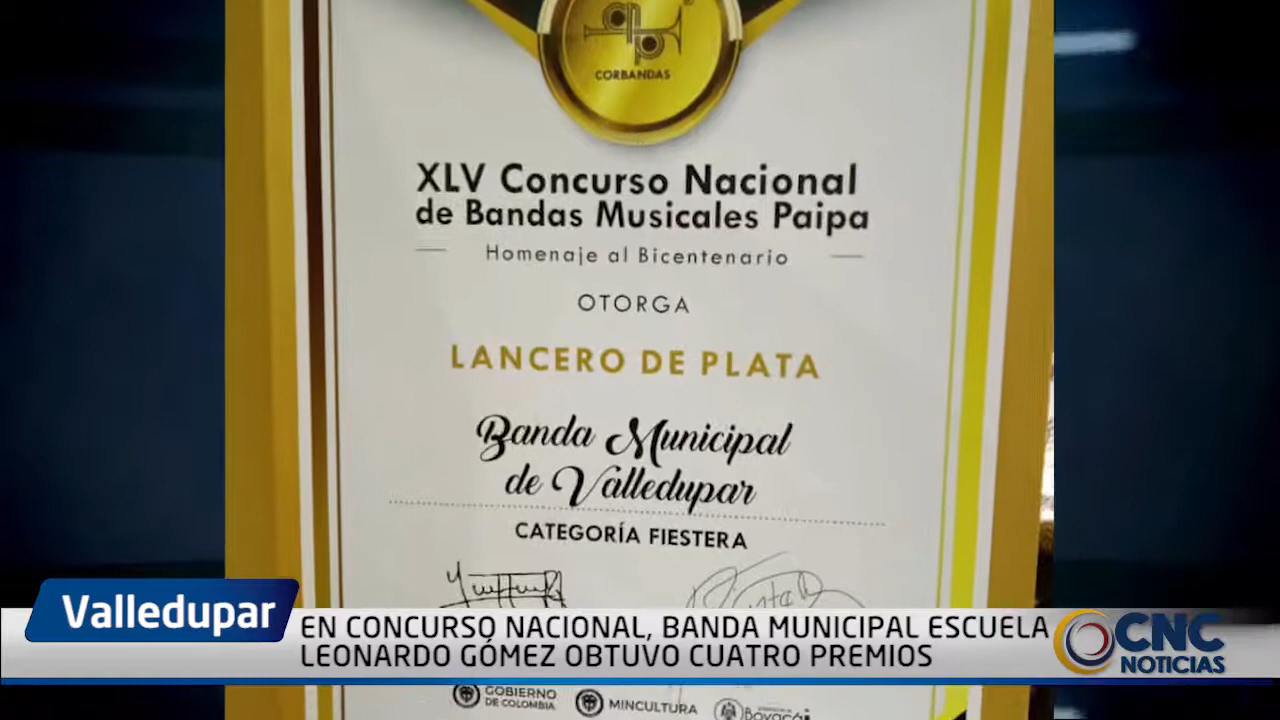 CORBANDAS
XLV Concurso Nacional
de Bandas Musicales Paipa
Homenaje al Bicentenario
OTORGA
LANCERO DE PLATA
Banda Municipal
de Valledupar
CATEGORÍA FIESTERA
Valledupar
EN CONCURSO NACIONAL, BANDA MUNICIPAL ESCUELA
LEONARDO GÓMEZ OBTUVO CUATRO PREMIOS
CNC
NOTICIAS
GOBIERNO
DE COLOMBIA
MINCULTURA
Boyacá